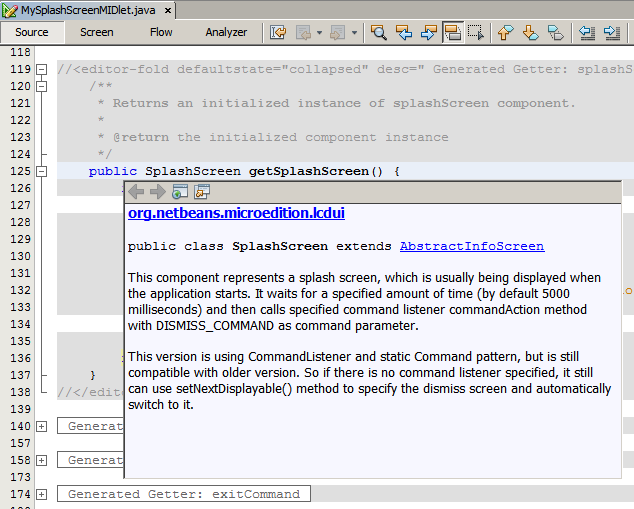 MySplashScreenMIDlet.java
Source Screen Flow Analyzer
118
119 //<editor-fold defaultstate="collapsed" desc=" Generated Getter: splashS
120 /**
121 * Returns an initialized instance of splashScreen component.
122 *
123 * @return the initialized component instance
124 */
125 public SplashScreen getSplashScreen() {
126
org.netbeans.microedition.lcdui
127
128
public class SplashScreen extends AbstractInfoScreen
129
130
This component represents a splash screen, which is usually being displayed when
131
the application starts. It waits for a specified amount of time (by default 5000
132
milliseconds) and then calls specified command listener commandAction method
133
with DISMISS_COMMAND as command parameter.
134
135
This version is using CommandListener and static Command pattern, but is still
136
compatible with older version. So if there is no command listener specified, it still
137 }
can use setNextDisplayable() method to specify the dismiss screen and automatically
138 //</edit
switch to it.
139
140 Generat
157
158 Generat
173
174 Generated Getter: exitCommand